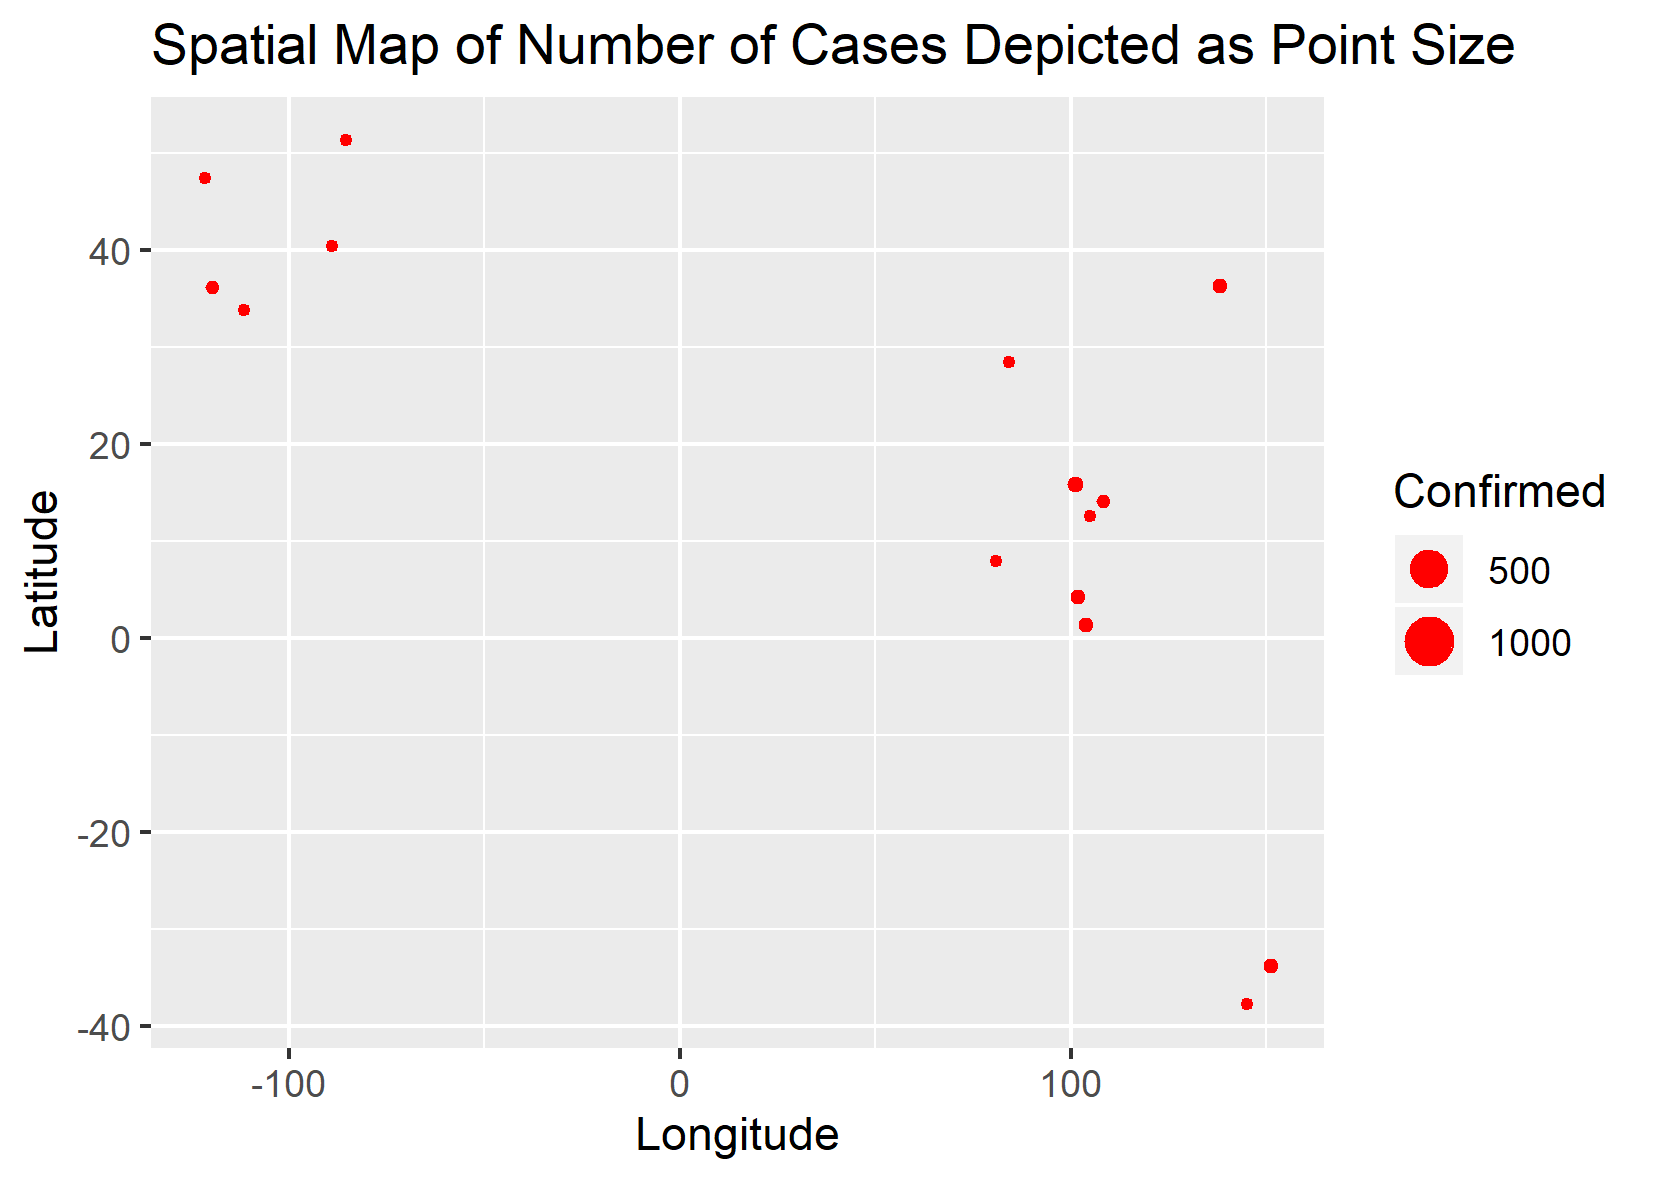 Spatial Map of Number of Cases Depicted as Point Size
Latitude
40
20
0
-20
-40
-100
0
100
Longitude
Confirmed
500
1000